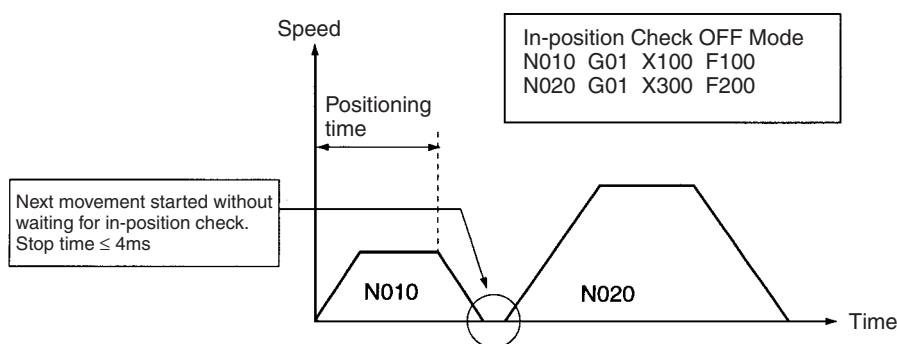 Speed
In-position Check OFF Mode
N010 G01 X100 F100
N020 G01 X300 F200
Positioning
time
Next movement started without
waiting for in-position check.
Stop time ≤ 4ms
N010
N020
Time